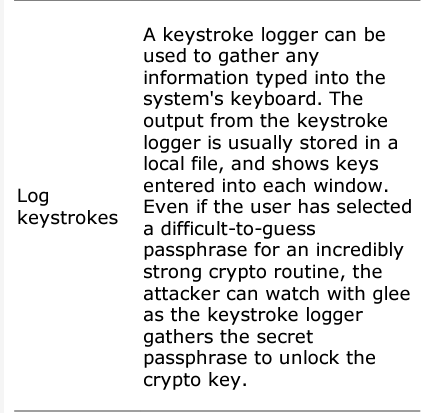 A keystroke logger can be
used to gather any
information typed into the
system's keyboard. The
output from the keystroke
logger is usually stored in a
local file, and shows keys
entered into each window.
Log
keystrokes
Even if the user has selected
a difficult-to-guess
passphrase for an incredibly
strong crypto routine, the
attacker can watch with glee
as the keystroke logger
gathers the secret
passphrase to unlock the
crypto key.